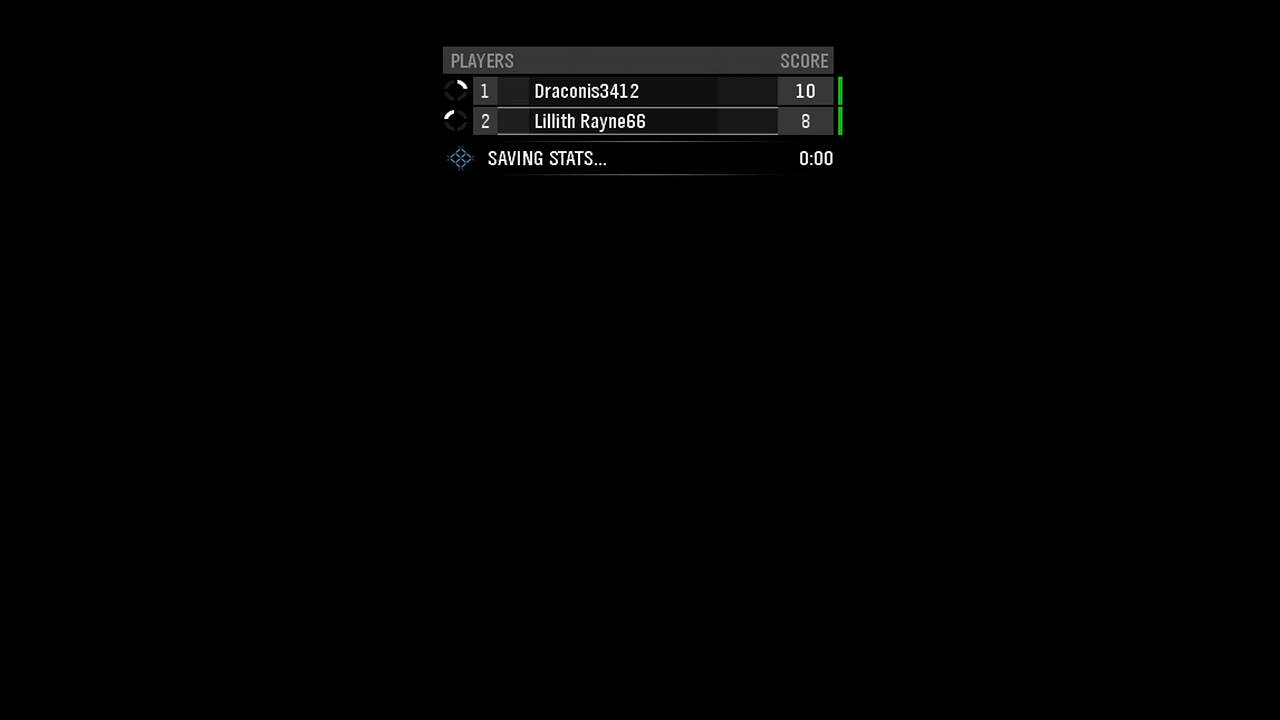 PLAYERS SCORE
1 Draconis3412 10
2 Lillith Rayne66 8
SAVING STATS... 0:00